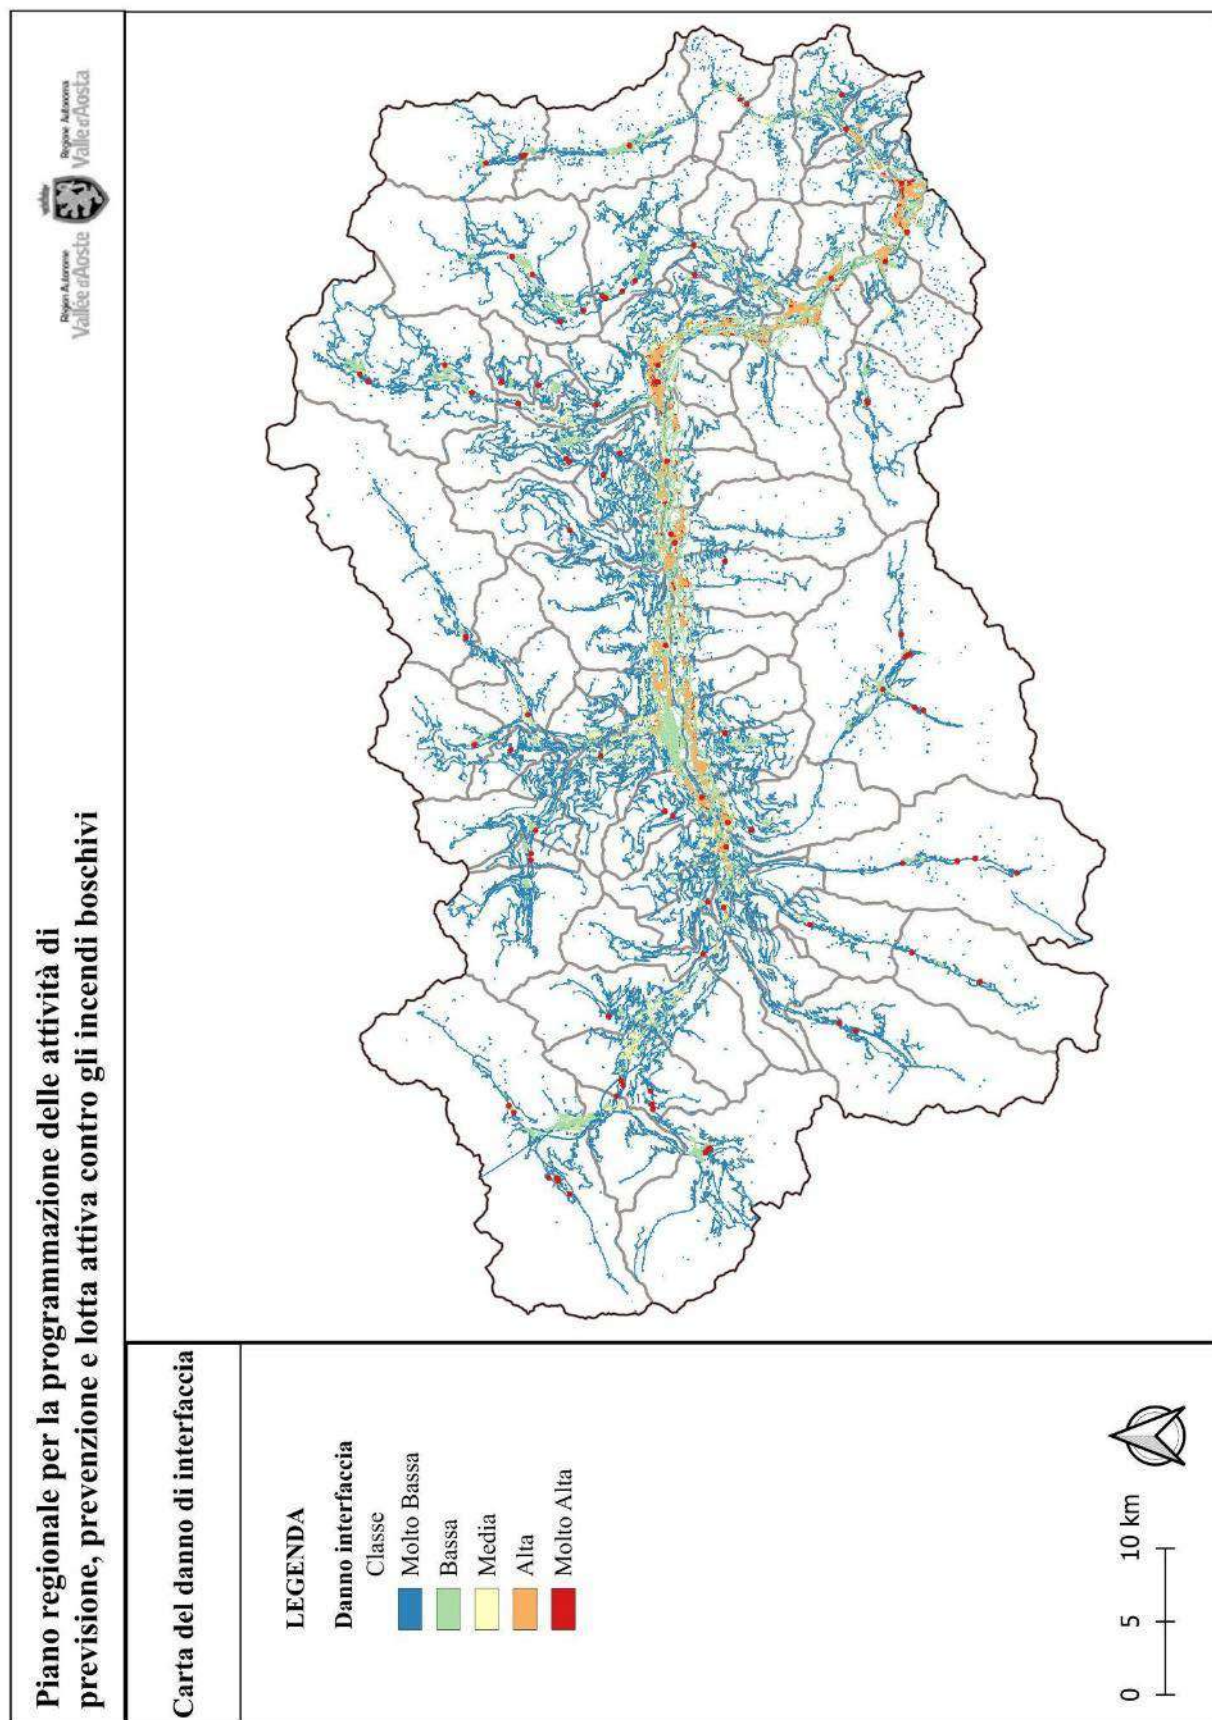 Piano regionale per la programmazione delle attività di
previsione, prevenzione e lotta attiva contro gli incendi boschivi
Région Autonome
Vallée d'Aoste
Regione Autonoma
Valle d'Aosta
Carta del danno di interfaccia
LEGENDA
Danno interfaccia
Classe
Molto Bassa
Bassa
Media
Alta
Molto Alta
0 5 10 km